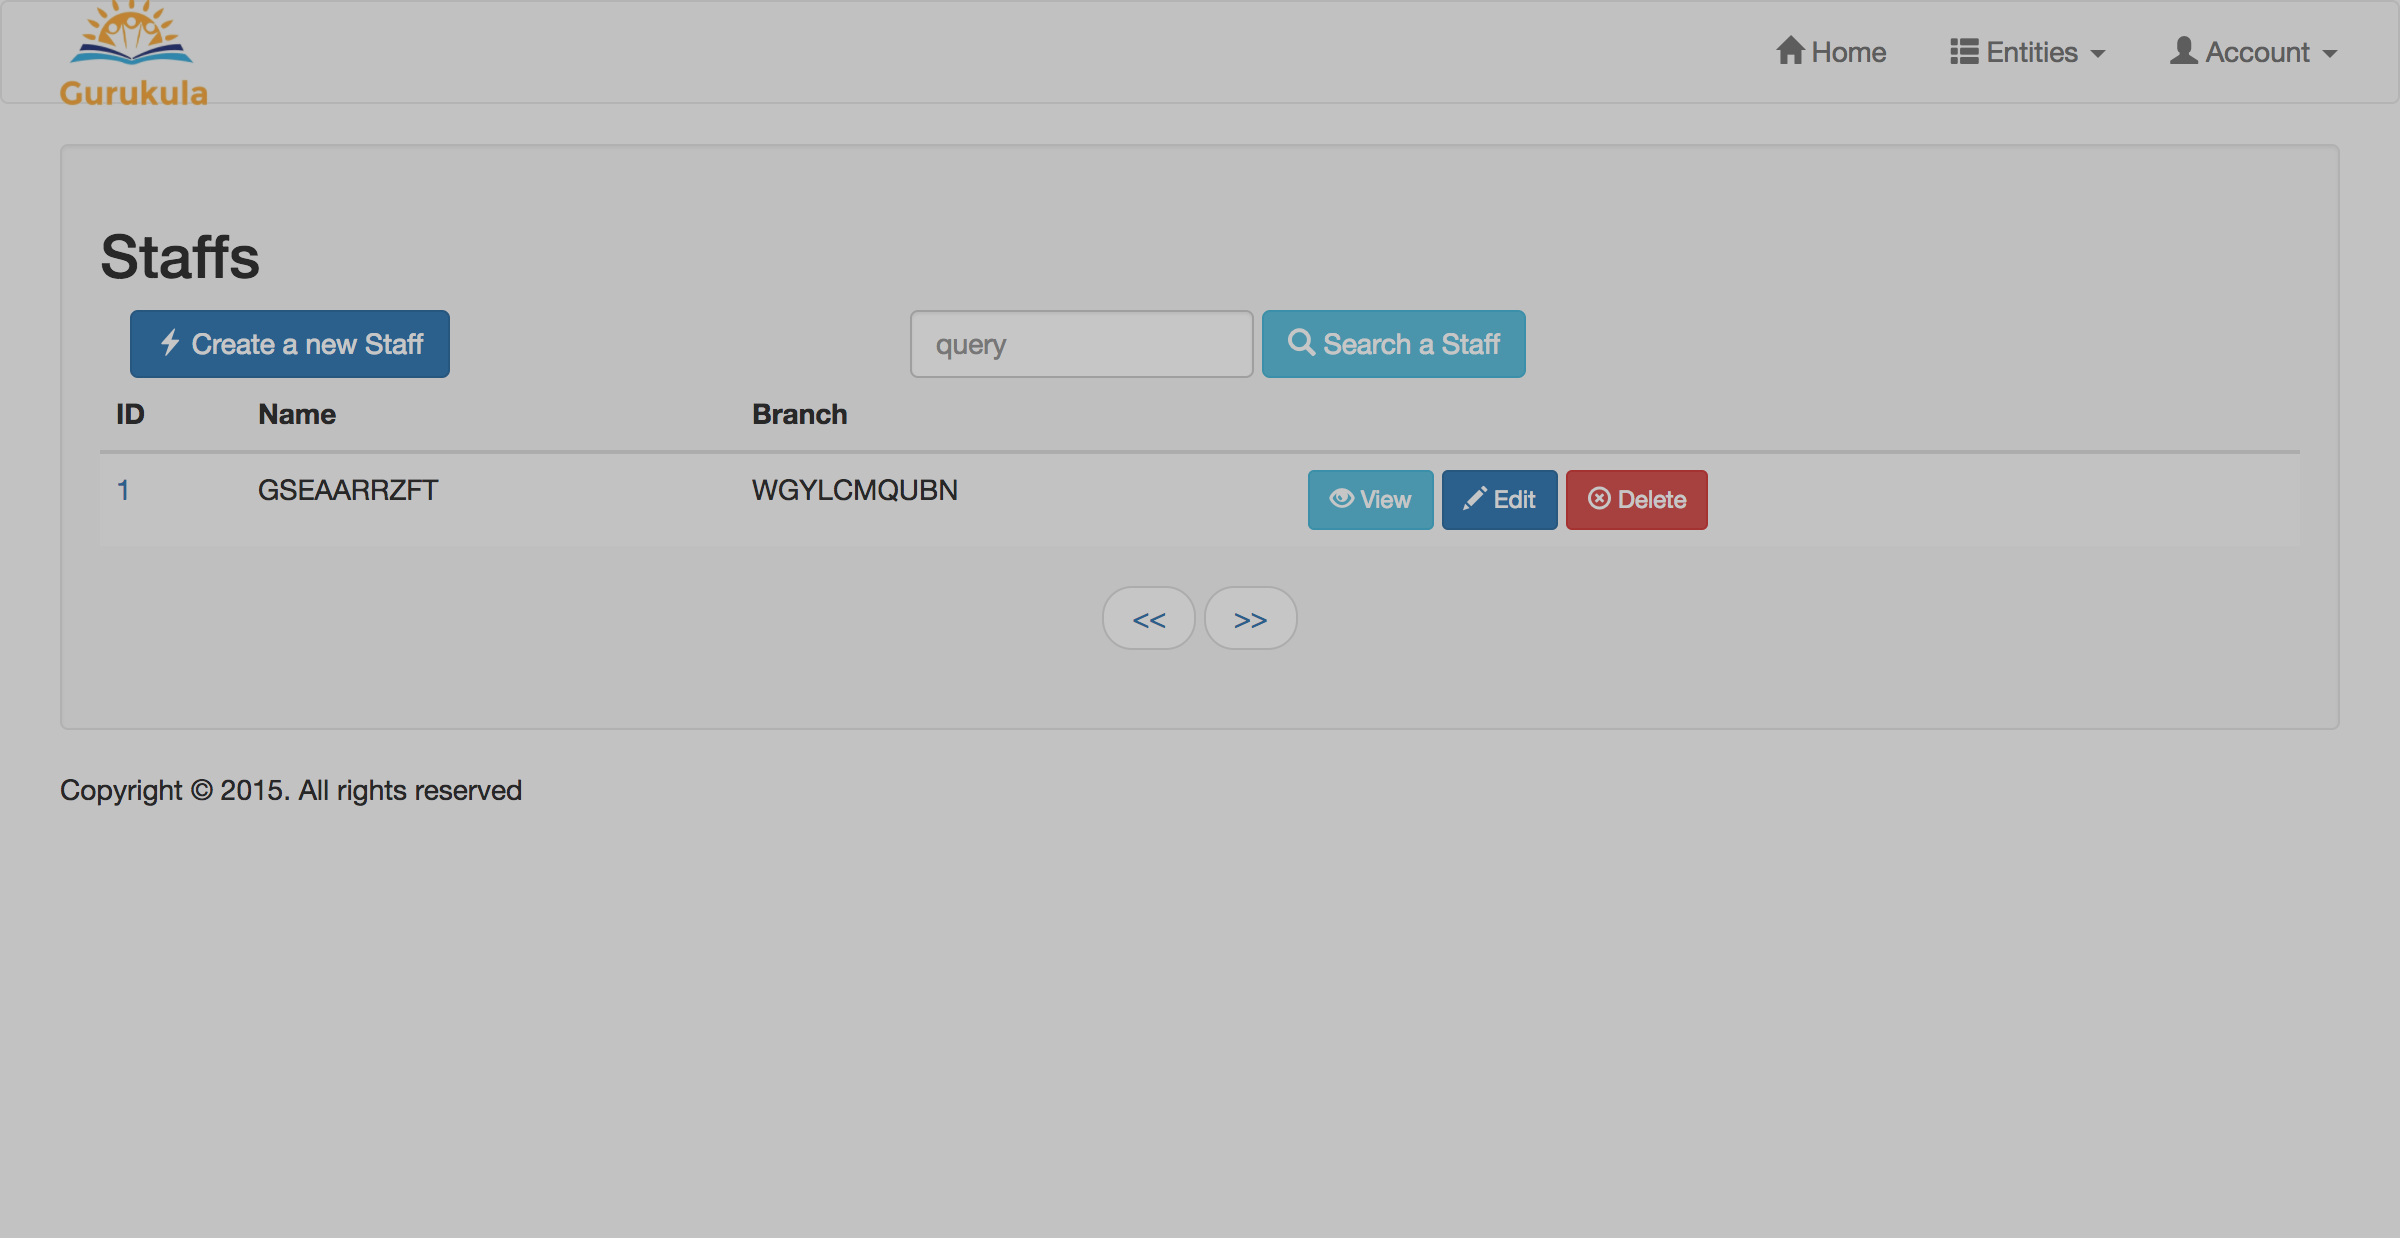 Gurukula
Home Entities Account
Staffs
Create a new Staff query Search a Staff
ID Name Branch
1 GSEAARRZFT WGYLCMQUBN View Edit Delete
<< >>
Copyright © 2015. All rights reserved